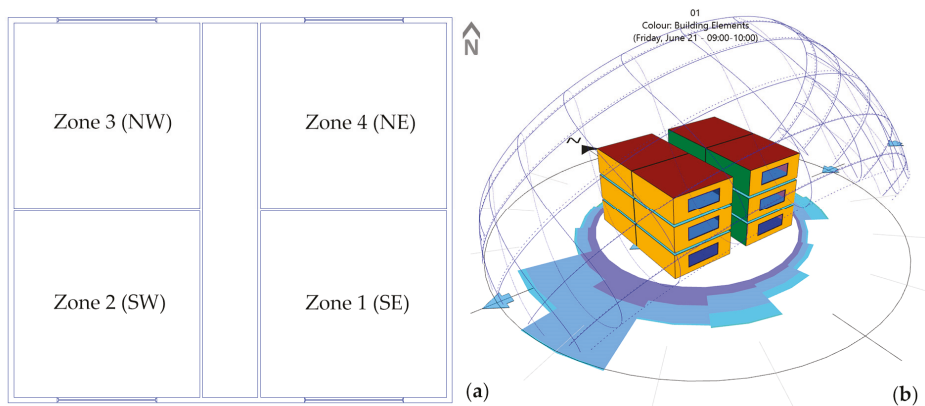 Zone 3 (NW)
Zone 4 (NE)
Zone 2 (SW)
Zone 1 (SE)
N
(a)
01
Colour: Building Elements
(Friday, June 21 - 09:00-10:00)
N
(b)